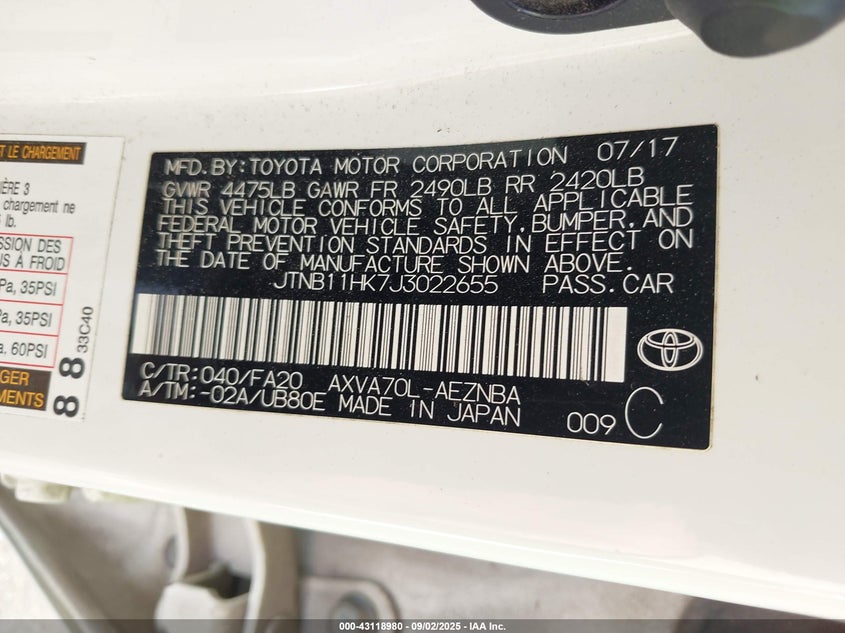 T LE CHARGEMENT
IÈRE 3
chargement ne
lb.
SSION DES
US À FROID
Pa, 35PSI
Pa, 35PSI
a, 60PSI
GER
EMENTS
88
33C40
MFD.BY:TOYOTA MOTOR CORPORATION 07/17
GVWR 4475LB GAWR FR 2490LB RR 2420LB
THIS VEHICLE CONFORMS TO ALL APPLICABLE
FEDERAL MOTOR VEHICLE SAFETY,BUMPER,AND
THEFT PREVENTION STANDARDS IN EFFECT ON
THE DATE OF MANUFACTURE SHOWN ABOVE.
JTNB11HK7J3022655 PASS.CAR
C/TR:040/FA20 AXVA70L-AEZNBA
A/TM:-02A/UB80E MADE IN JAPAN
009 C
000-43118980 - 09/02/2025 - IAA Inc.